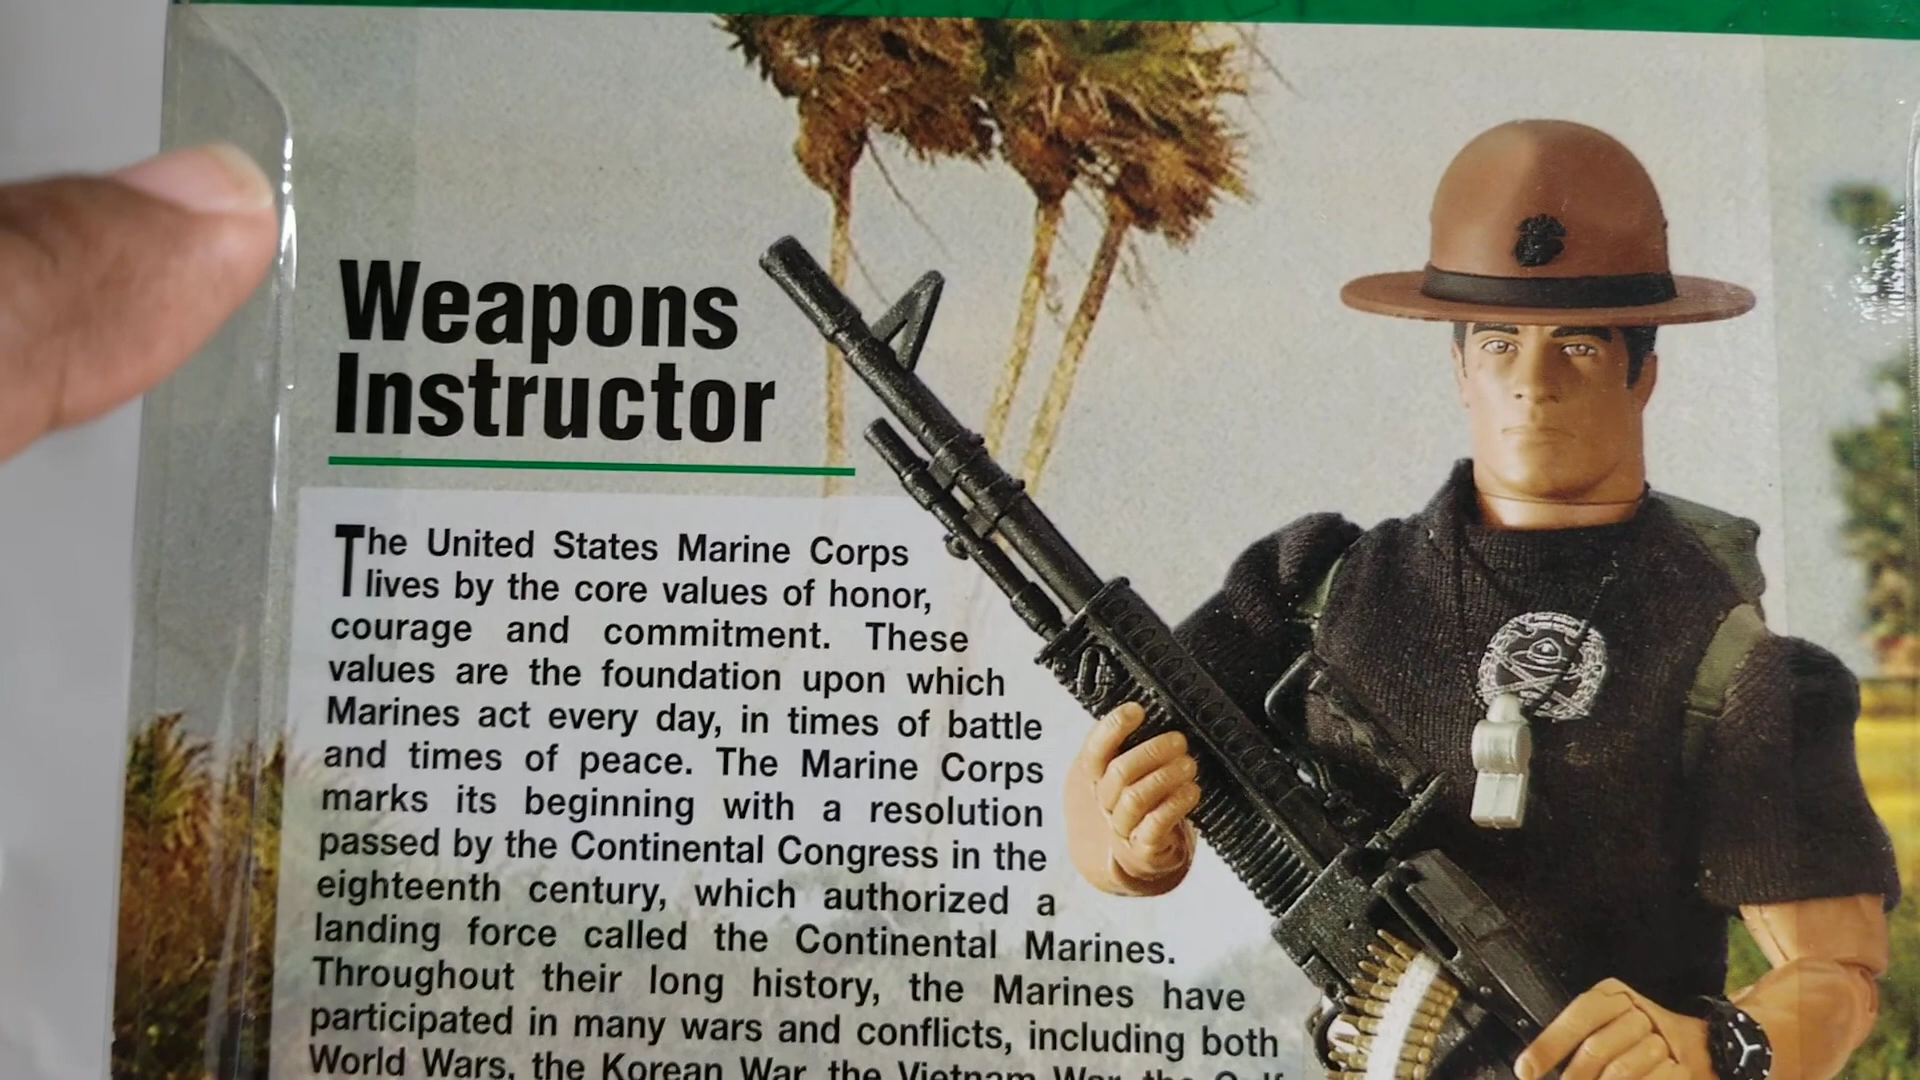 Weapons
Instructor
The United States Marine Corps
lives by the core values of honor,
courage and commitment. These
values are the foundation upon which
Marines act every day, in times of battle
and times of peace. The Marine Corps
marks its beginning with a resolution
passed by the Continental Congress in the
eighteenth century, which authorized a
landing force called the Continental Marines.
Throughout their long history, the Marines have
participated in many wars and conflicts, including both
World Wars, the Korean War, the Vietnam War, the Gulf